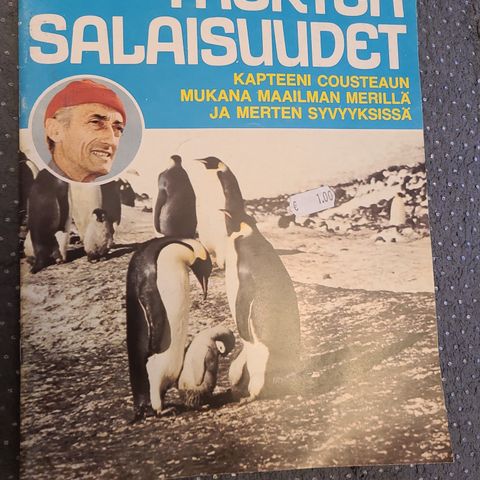 SALAISUUDET
KAPTEENI COUSTEAUN
MUKANA MAAILMAN MERILLÄ
JA MERTEN SYVYYKSISSÄ
€ 1,00